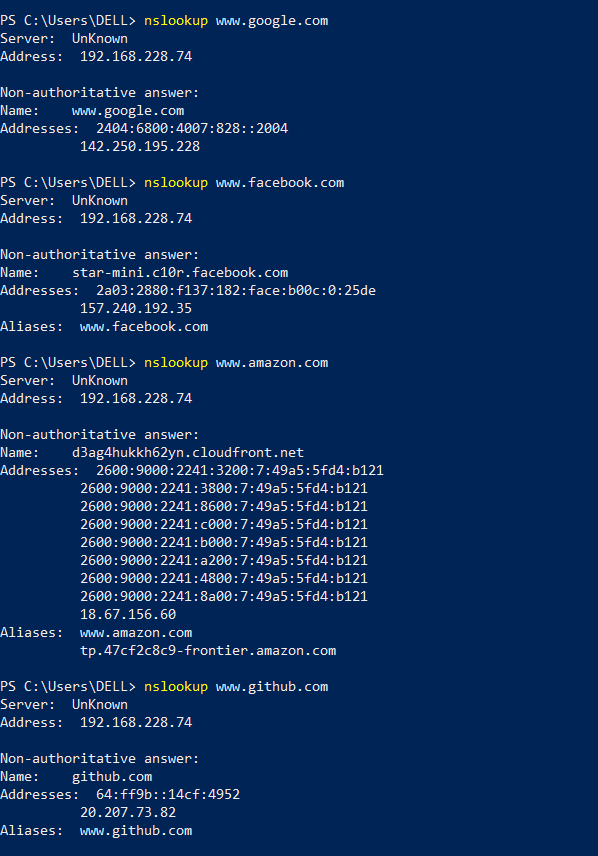 PS C:\Users\DELL> nslookup www.google.com
Server:  UnKnown
Address:  192.168.228.74
Non-authoritative answer:
Name:    www.google.com
Addresses:  2404:6800:4007:828::2004
142.250.195.228
PS C:\Users\DELL> nslookup www.facebook.com
Server:  UnKnown
Address:  192.168.228.74
Non-authoritative answer:
Name:    star-mini.c10r.facebook.com
Addresses:  2a03:2880:f137:182:face:b00c:0:25de
157.240.192.35
Aliases:  www.facebook.com
PS C:\Users\DELL> nslookup www.amazon.com
Server:  UnKnown
Address:  192.168.228.74
Non-authoritative answer:
Name:    d3ag4hukkh62yn.cloudfront.net
Addresses:  2600:9000:2241:3200:7:49a5:5fd4:b121
2600:9000:2241:3800:7:49a5:5fd4:b121
2600:9000:2241:8600:7:49a5:5fd4:b121
2600:9000:2241:c000:7:49a5:5fd4:b121
2600:9000:2241:b000:7:49a5:5fd4:b121
2600:9000:2241:a200:7:49a5:5fd4:b121
2600:9000:2241:4800:7:49a5:5fd4:b121
2600:9000:2241:8a00:7:49a5:5fd4:b121
18.67.156.60
Aliases:  www.amazon.com
tp.47cf2c8c9-frontier.amazon.com
PS C:\Users\DELL> nslookup www.github.com
Server:  UnKnown
Address:  192.168.228.74
Non-authoritative answer:
Name:    github.com
Addresses:  64:ff9b::14cf:4952
20.207.73.82
Aliases:  www.github.com